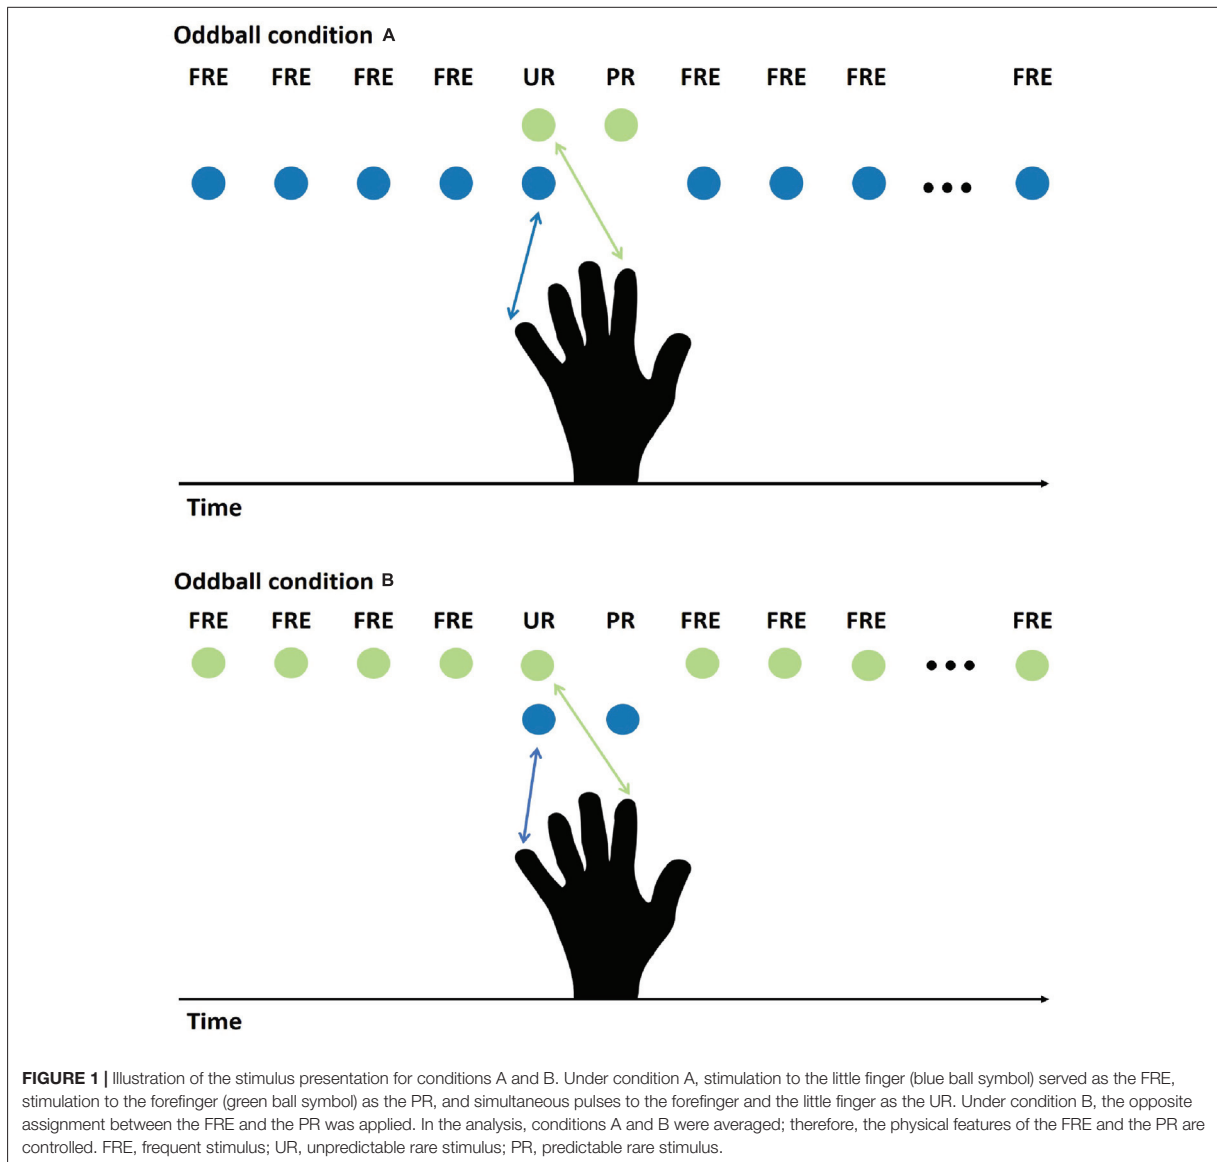 Oddball condition A
FRE FRE FRE FRE UR PR FRE FRE FRE FRE
Time
Oddball condition B
FRE FRE FRE FRE UR PR FRE FRE FRE FRE
Time
FIGURE 1 | Illustration of the stimulus presentation for conditions A and B. Under condition A, stimulation to the little finger (blue ball symbol) served as the FRE,
stimulation to the forefinger (green ball symbol) as the PR, and simultaneous pulses to the forefinger and the little finger as the UR. Under condition B, the opposite
assignment between the FRE and the PR was applied. In the analysis, conditions A and B were averaged; therefore, the physical features of the FRE and the PR are
controlled. FRE, frequent stimulus; UR, unpredictable rare stimulus; PR, predictable rare stimulus.